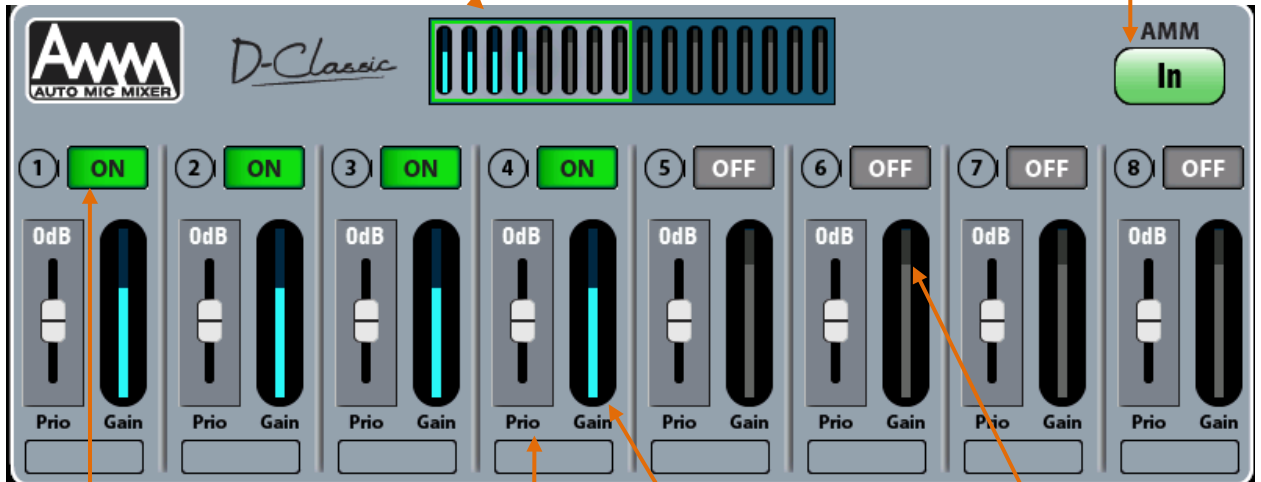 AMM
AUTO MIC MIXER
D-Classic
AMM
In
1 ON 2 ON 3 ON 4 ON 5 OFF 6 OFF 7 OFF 8 OFF
0dB 0dB 0dB 0dB 0dB 0dB 0dB 0dB
Prio Gain Prio Gain Prio Gain Prio Gain Prio Gain Prio Gain Prio Gain Prio Gain